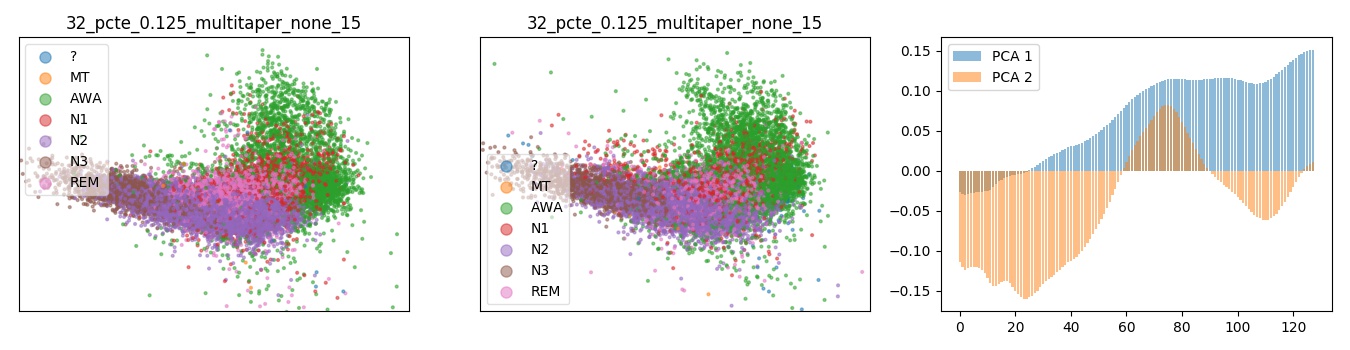 32_pcte_0.125_multitaper_none_15
?
MT
AWA
N1
N2
N3
REM
32_pcte_0.125_multitaper_none_15
?
MT
AWA
N1
N2
N3
REM
PCA 1
PCA 2
0.15
0.10
0.05
0.00
−0.05
−0.10
−0.15
0 20 40 60 80 100 120